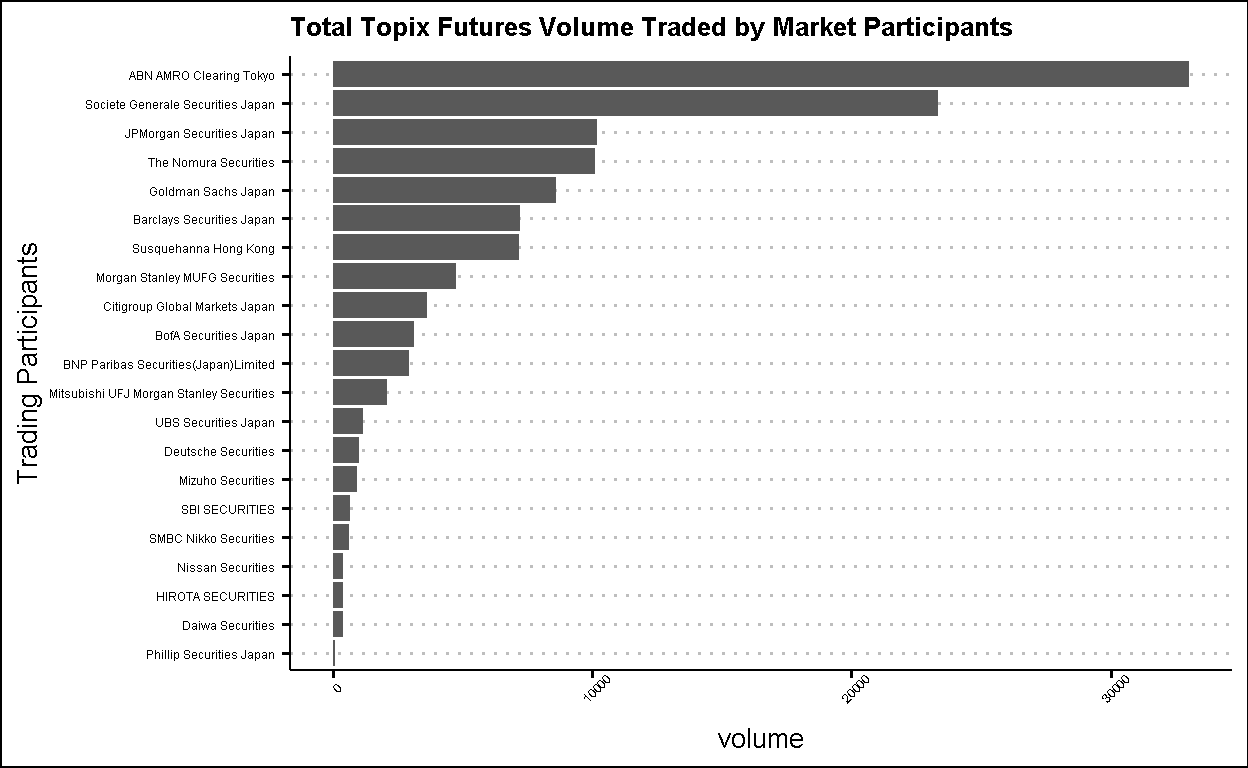 Total Topix Futures Volume Traded by Market Participants
Trading Participants
ABN AMRO Clearing Tokyo
Societe Generale Securities Japan
JPMorgan Securities Japan
The Nomura Securities
Goldman Sachs Japan
Barclays Securities Japan
Susquehanna Hong Kong
Morgan Stanley MUFG Securities
Citigroup Global Markets Japan
BofA Securities Japan
BNP Paribas Securities(Japan)Limited
Mitsubishi UFJ Morgan Stanley Securities
UBS Securities Japan
Deutsche Securities
Mizuho Securities
SBI SECURITIES
SMBC Nikko Securities
Nissan Securities
HIROTA SECURITIES
Daiwa Securities
Phillip Securities Japan
0
10000
20000
30000
volume